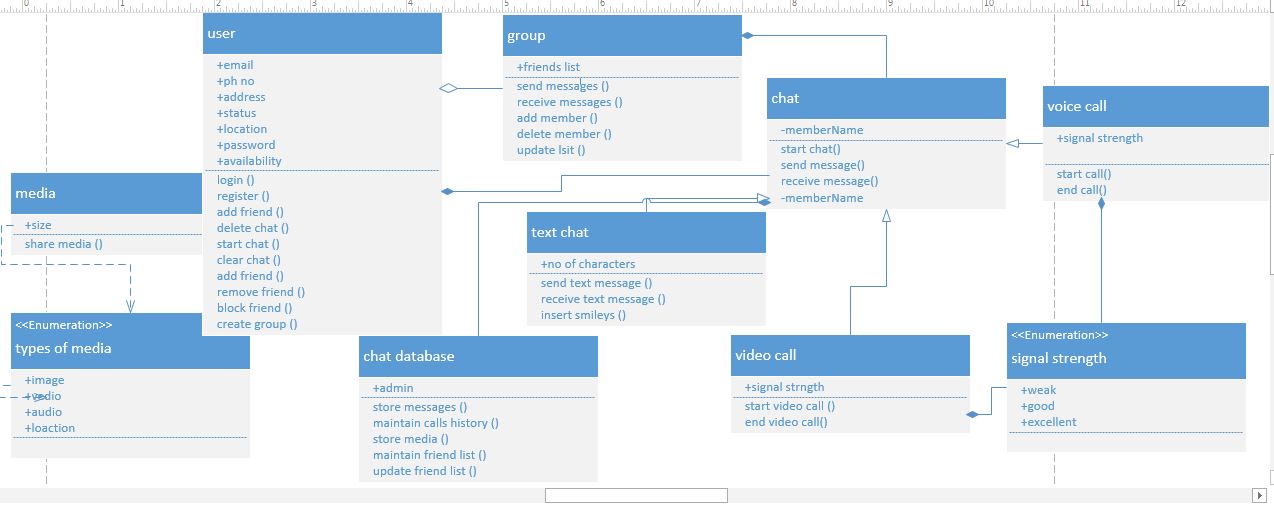 0
1
2
3
4
5
6
7
8
9
10
11
12
user
+email
+ph no
+address
+status
+location
+password
+availability
login ()
register ()
add friend ()
delete chat ()
start chat ()
clear chat ()
add friend ()
remove friend ()
block friend ()
create group ()
group
+friends list
send messages ()
receive messages ()
add member ()
delete member ()
update lsit ()
chat
-memberName
start chat()
send message()
receive message()
-memberName
voice call
+signal strength
start call()
end call()
media
+size
share media ()
text chat
+no of characters
send text message ()
receive text message ()
insert smileys ()
<<Enumeration>>
types of media
+image
+vedio
+audio
+loaction
chat database
+admin
store messages ()
maintain calls history ()
store media ()
maintain friend list ()
update friend list ()
video call
+signal strngth
start video call ()
end video call()
<<Enumeration>>
signal strength
+weak
+good
+excellent